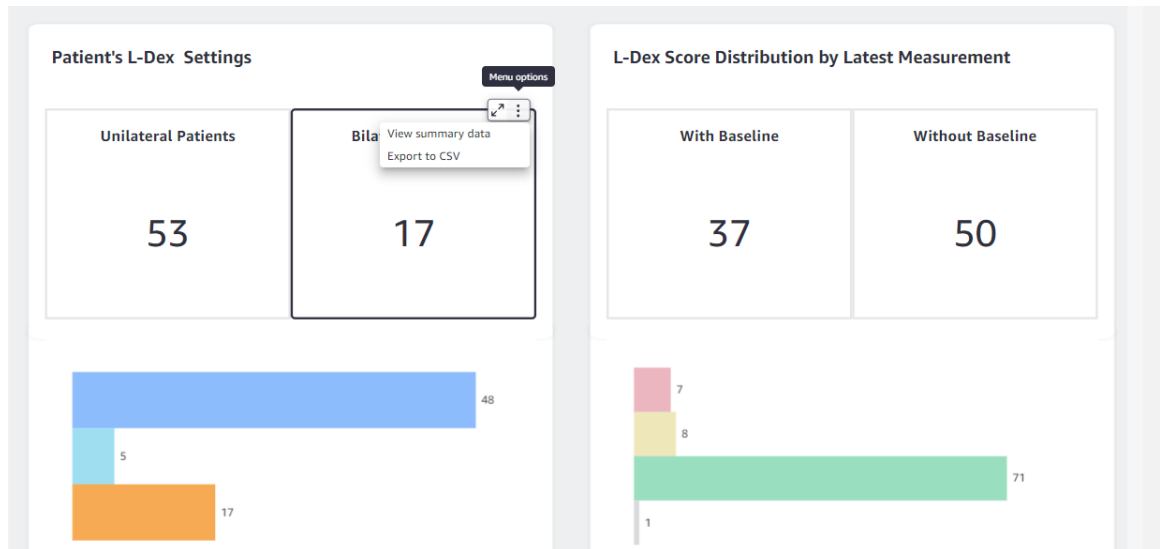 Patient's L-Dex  Settings
L-Dex Score Distribution by Latest Measurement
Menu options
Unilateral Patients
View summary data
Export to CSV
53
17
With Baseline
Without Baseline
37
50
48
5
17
7
8
71
1